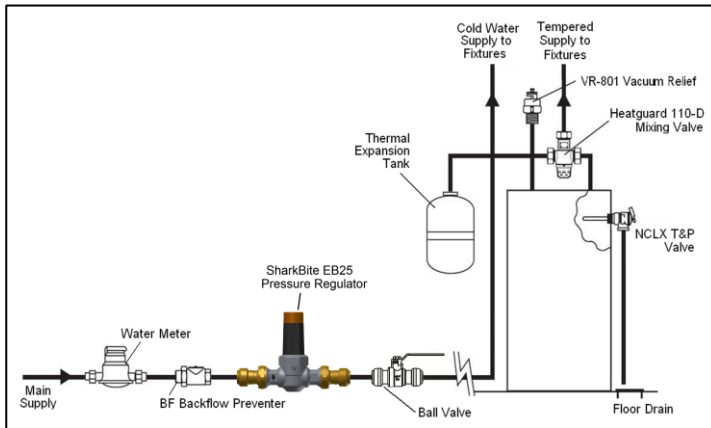 Cold Water
Supply to
Fixtures
Tempered
Supply to
Fixtures
VR-801 Vacuum Relief
Heatguard 110-D
Mixing Valve
Thermal
Expansion
Tank
NCLX T&P
Valve
SharkBite EB25
Pressure Regulator
Water Meter
Main
Supply
BF Backflow Preventer
Ball Valve
Floor Drain